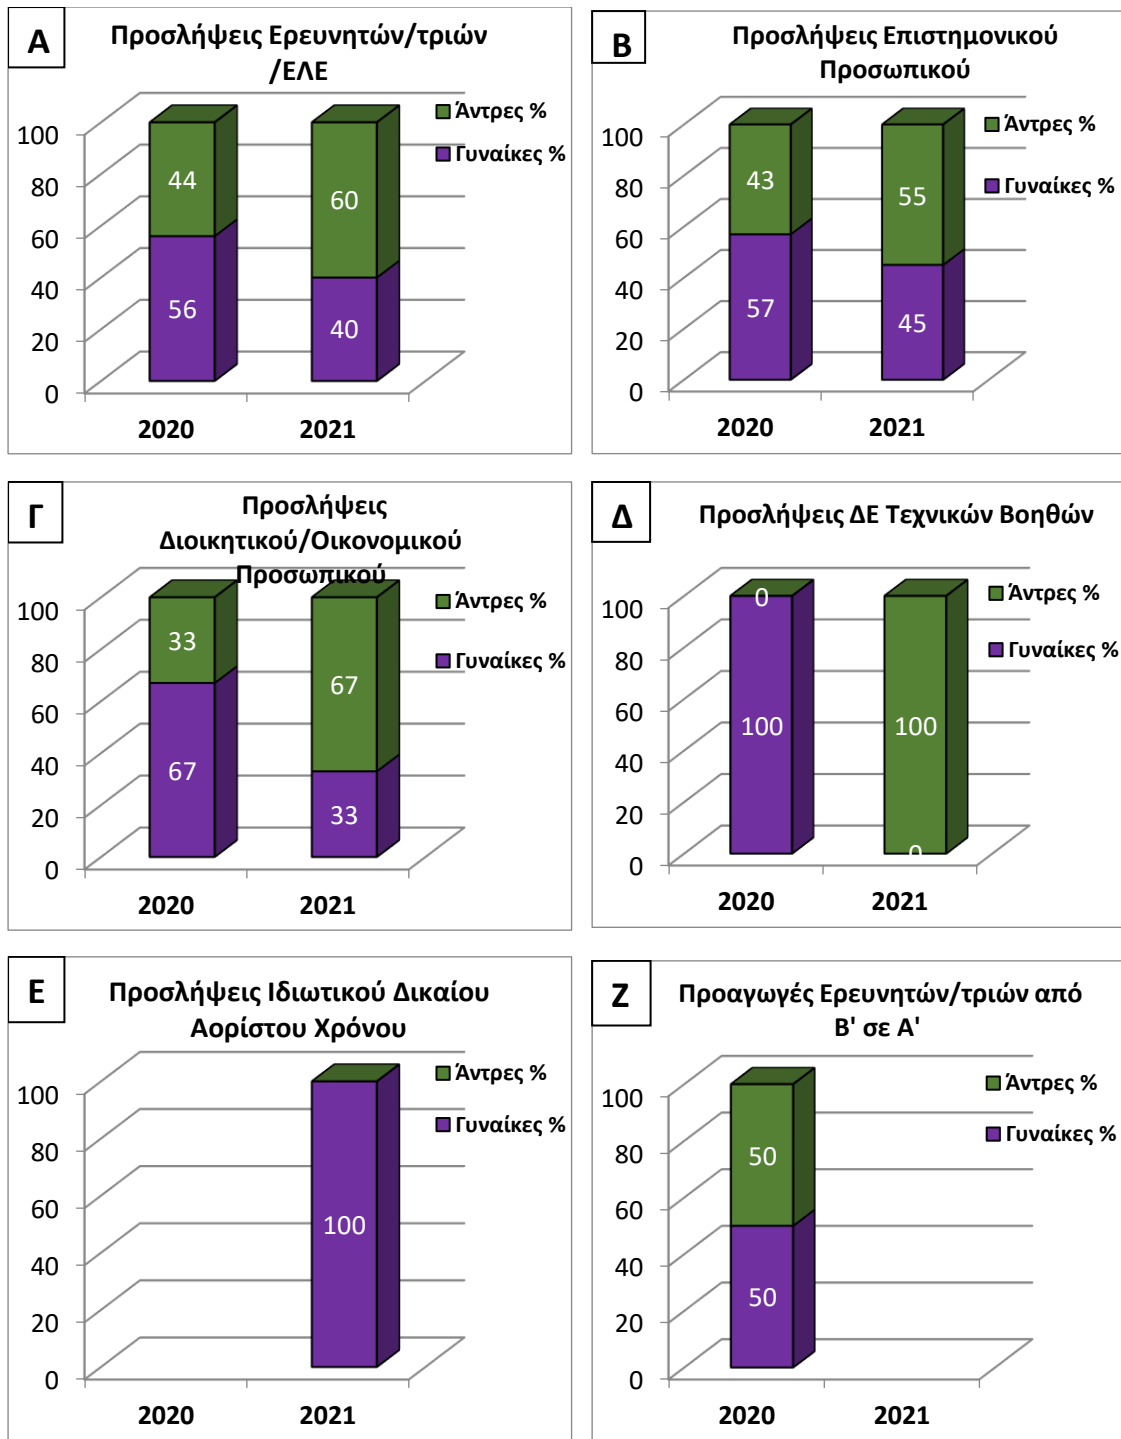 Α
Προσλήψεις Ερευνητών/τριών
/ΕΛΕ
Άντρες %
Γυναίκες %
100
80
60
40
20
0
44
60
56
40
2020
2021
Β
Προσλήψεις Επιστημονικού
Προσωπικού
Άντρες %
Γυναίκες %
100
80
60
40
20
0
43
55
57
45
2020
2021
Γ
Προσλήψεις
Διοικητικού/Οικονομικού
Προσωπικού
Άντρες %
Γυναίκες %
100
80
60
40
20
0
33
67
67
33
2020
2021
Δ
Προσλήψεις ΔΕ Τεχνικών Βοηθών
Άντρες %
Γυναίκες %
100
80
60
40
20
0
0
100
100
0
2020
2021
Ε
Προσλήψεις Ιδιωτικού Δικαίου
Αορίστου Χρόνου
Άντρες %
Γυναίκες %
100
80
60
40
20
0
100
2020
2021
Ζ
Προαγωγές Ερευνητών/τριών από
Β' σε Α'
Άντρες %
Γυναίκες %
100
80
60
40
20
0
50
50
2020
2021